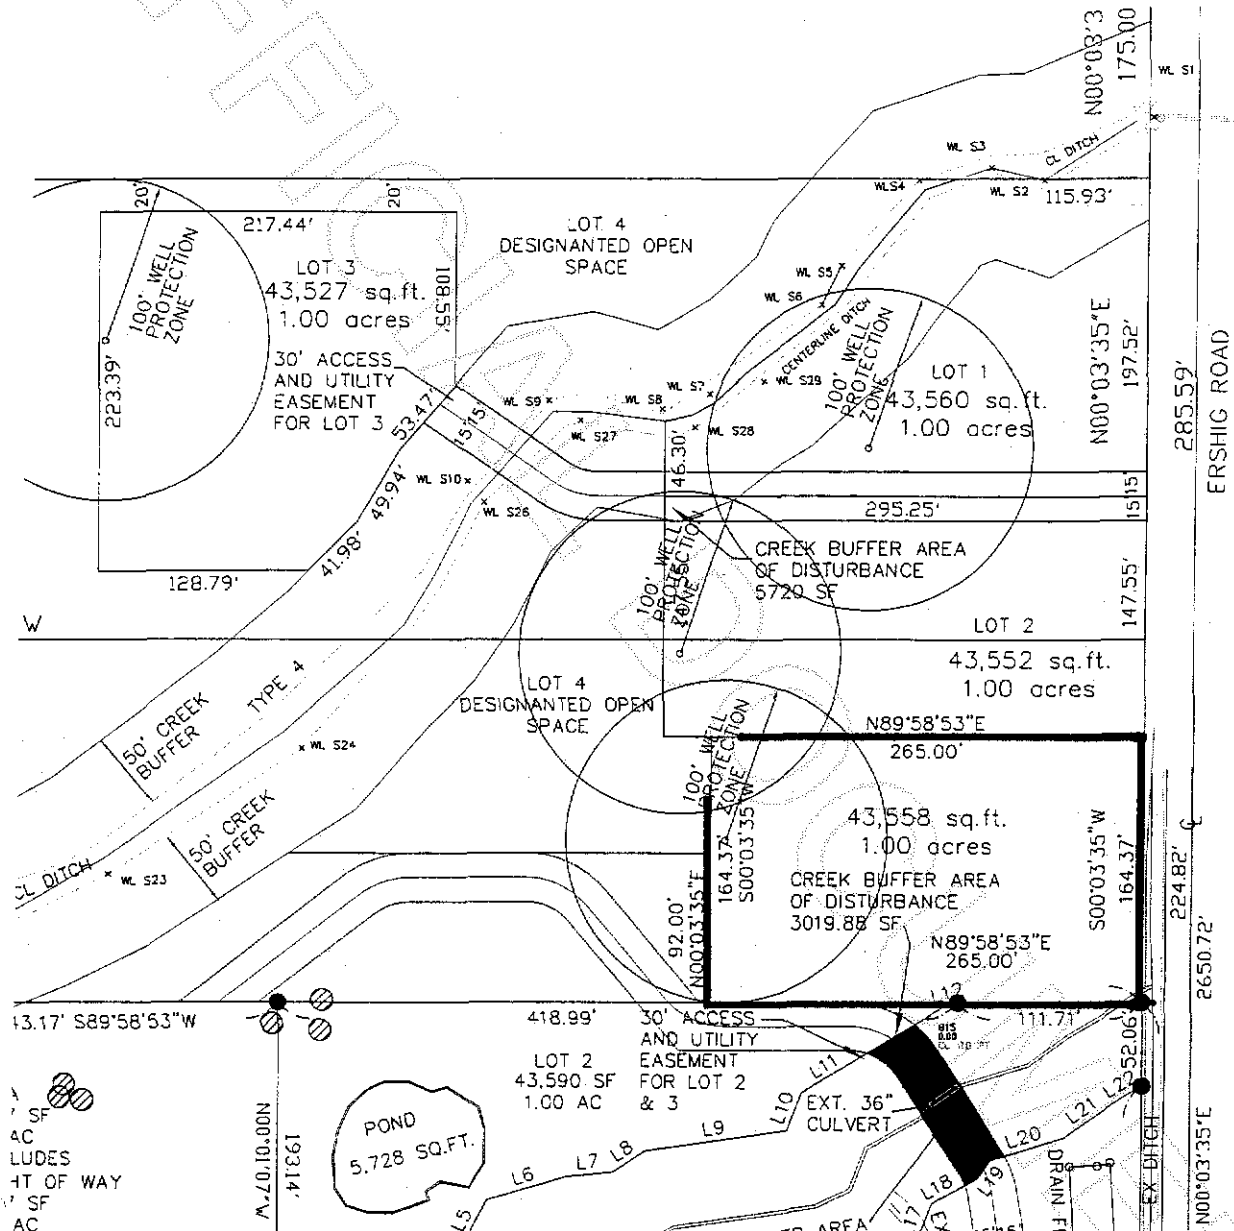 N00°03'3
175.00
WL S1
WL S3
CL DITCH
WLS4
WL S2
115.93'
20'
20'
217.44'
LOT 4
DESIGNANTED OPEN
SPACE
LOT 3
43,527 sq.ft.
1.00 acres
108.55'
100' WELL
PROTECTION
ZONE
223.39'
WL S5
WL S6
CENTERLINE DITCH
100' WELL
PROTECTION
ZONE
N00°03'35"E
197.52'
285.59'
ERSHIG ROAD
30' ACCESS
AND UTILITY
EASEMENT
FOR LOT 3
LOT 1
43,560 sq.ft.
1.00 acres
WL S7
WL S29
WL S9
WL S8
WL S27
WL S28
53.47'
15'
15'
46.30'
WL S10
WL S26
49.94'
41.98'
128.79'
295.25'
15'
15'
CREEK BUFFER AREA
OF DISTURBANCE
5720 SF
100' WELL
PROTECTION
ZONE
147.55'
W
LOT 2
43,552 sq.ft.
1.00 acres
TYPE 4
LOT 4
DESIGNANTED OPEN
SPACE
50' CREEK
BUFFER
WL S24
N89°58'53"E
265.00'
100' WELL
PROTECTION
ZONE
43,558 sq.ft.
1.00 acres
164.37'
S00°03'35"W
S00°03'35"W
164.37'
224.82'
50' CREEK
BUFFER
CL DITCH
WL S23
CREEK BUFFER AREA
OF DISTURBANCE
3019.88 SF
92.00'
N00°03'35"E
N89°58'53"E
265.00'
2650.72'
L12
43.17' S89°58'53"W
418.99'
30' ACCESS
AND UTILITY
EASEMENT
FOR LOT 2
& 3
111.71'
52.06'
LOT 2
43,590 SF
1.00 AC
L11
L10
EXT. 36"
CULVERT
L22
L21
L20
L19
L18
L17
L9
L8
L7
L6
L5
POND
5,728 SQ.FT.
N00°01'07"W
193.14'
SF
AC
LUDES
HT OF WAY
SF
AC
DRAIN F
EX DITCH
N00°03'35"E
AREA